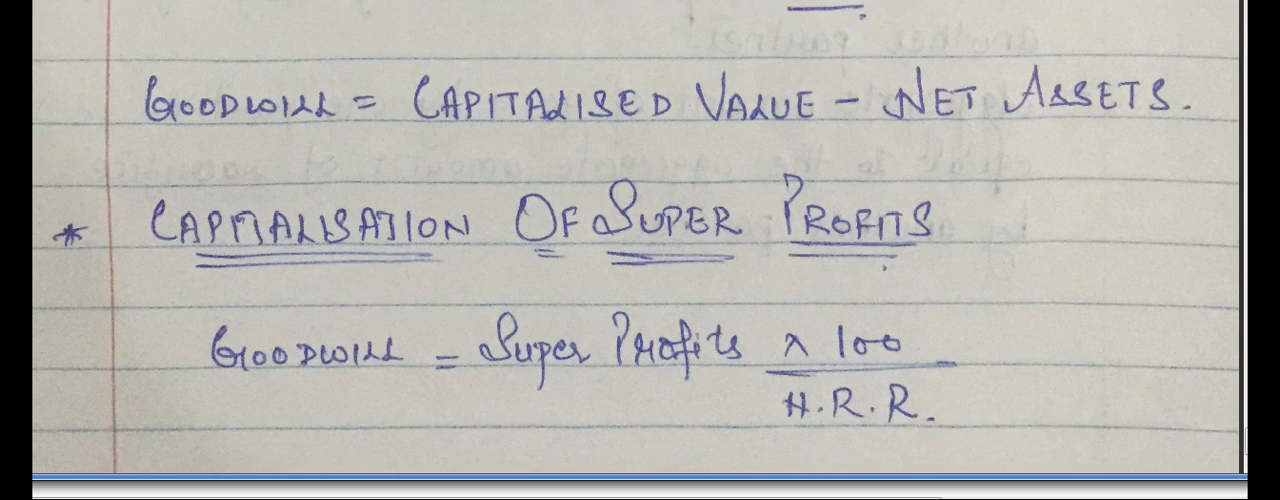 GOODWILL = CAPITALISED VALUE - NET ASSETS.
* CAPITALISATION OF SUPER PROFITS
GOODWILL = Super Profits x 100
H.R.R.